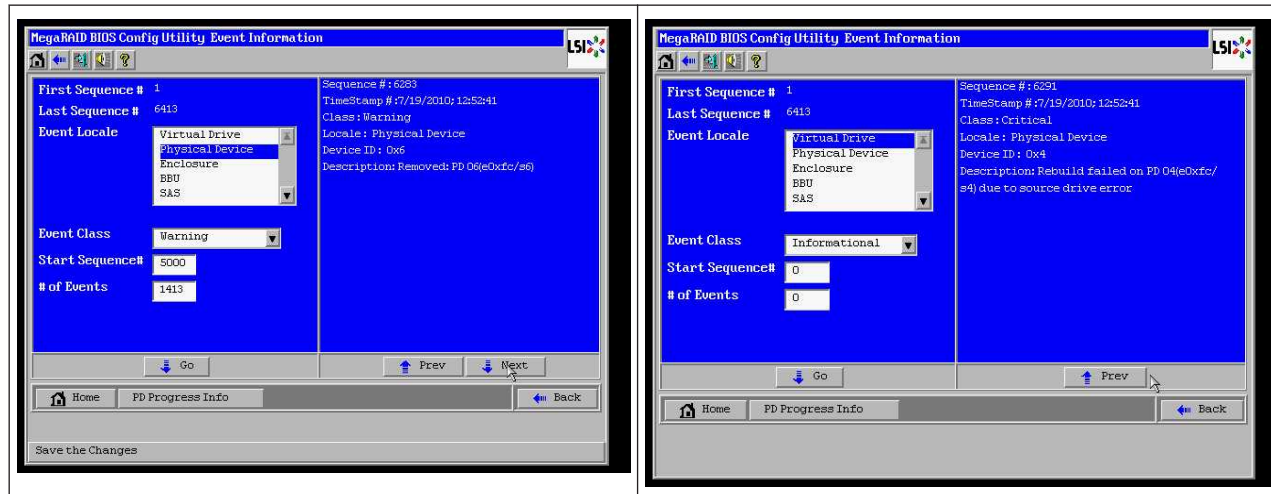 MegaRAID BIOS Config Utility Event Information
LSI
First Sequence # 1
Last Sequence # 6413
Event Locale
Virtual Drive
Physical Device
Enclosure
BBU
SAS
Event Class Warning
Start Sequence# 5000
# of Events 1413
Go
Sequence #:6283
TimeStamp #:7/19/2010; 12:52:41
Class:Warning
Locale: Physical Device
Device ID: 0x6
Description: Removed: PD 06(e0xfc/s6)
Prev Next
Home PD Progress Info Back
Save the Changes
MegaRAID BIOS Config Utility Event Information
LSI
First Sequence # 1
Last Sequence # 6413
Event Locale
Virtual Drive
Physical Device
Enclosure
BBU
SAS
Event Class Informational
Start Sequence# 0
# of Events 0
Go
Sequence #:6291
TimeStamp #:7/19/2010; 12:52:41
Class:Critical
Locale: Physical Device
Device ID: 0x4
Description: Rebuild failed on PD 04(e0xfc/
s4) due to source drive error
Prev
Home PD Progress Info Back